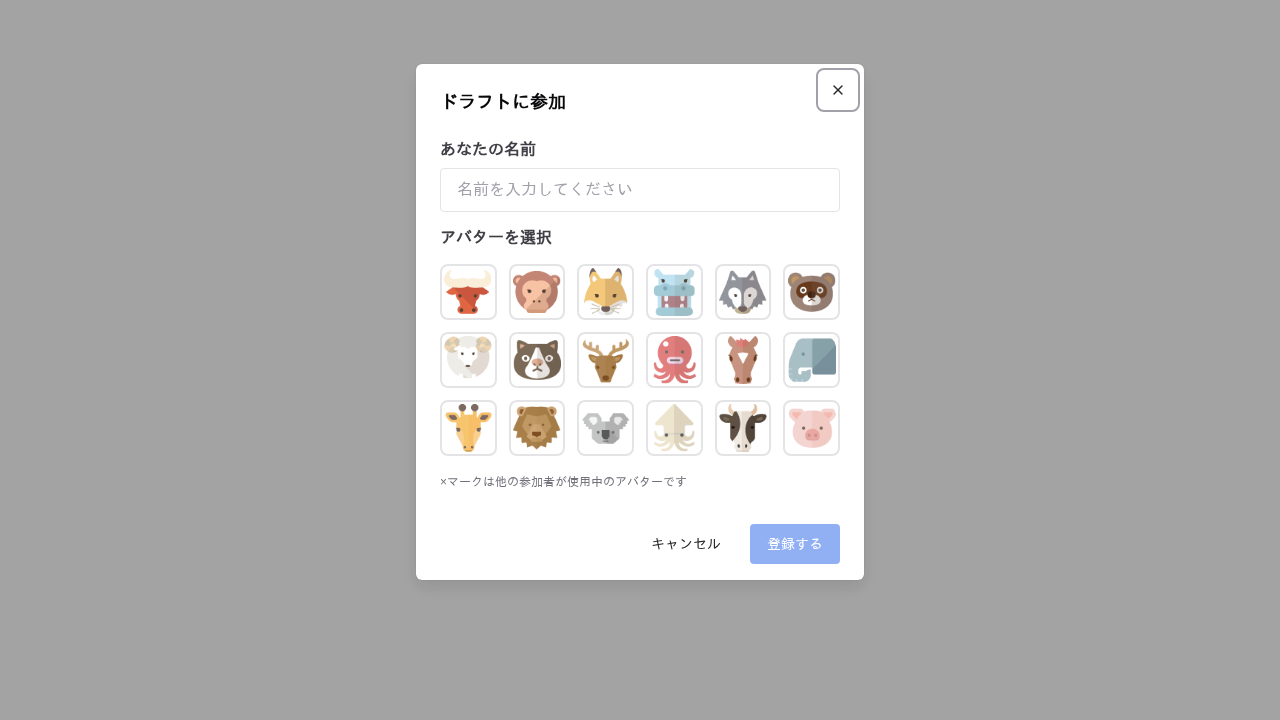 ドラフトに参加
あなたの名前
名前を入力してください
アバターを選択
×マークは他の参加者が使用中のアバターです
キャンセル
登録する